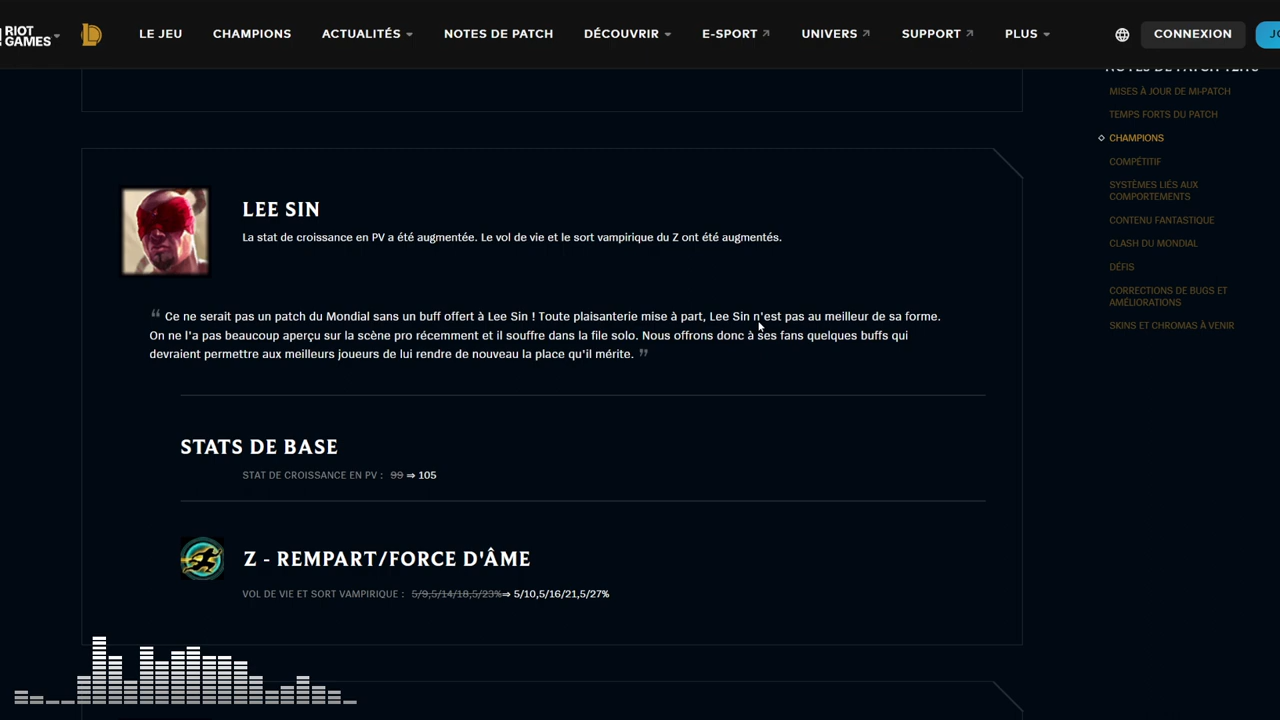 RIOT GAMES
LE JEU
CHAMPIONS
ACTUALITÉS
NOTES DE PATCH
DÉCOUVRIR
E-SPORT
UNIVERS
SUPPORT
PLUS
CONNEXION
NOTES DE PATCH
MISES À JOUR DE MI-PATCH
TEMPS FORTS DU PATCH
CHAMPIONS
COMPÉTITIF
SYSTÈMES LIÉS AUX
COMPORTEMENTS
CONTENU FANTASTIQUE
CLASH DU MONDIAL
DÉFIS
CORRECTIONS DE BUGS ET
AMÉLIORATIONS
SKINS ET CHROMAS À VENIR
LEE SIN
La stat de croissance en PV a été augmentée. Le vol de vie et le sort vampirique du Z ont été augmentés.
“ Ce ne serait pas un patch du Mondial sans un buff offert à Lee Sin ! Toute plaisanterie mise à part, Lee Sin n'est pas au meilleur de sa forme.
On ne l'a pas beaucoup aperçu sur la scène pro récemment et il souffre dans la file solo. Nous offrons donc à ses fans quelques buffs qui
devraient permettre aux meilleurs joueurs de lui rendre de nouveau la place qu'il mérite. ”
STATS DE BASE
STAT DE CROISSANCE EN PV : 99 ⇒ 105
Z - REMPART/FORCE D'ÂME
VOL DE VIE ET SORT VAMPIRIQUE : 5/9,5/14/18,5/23%⇒ 5/10,5/16/21,5/27%